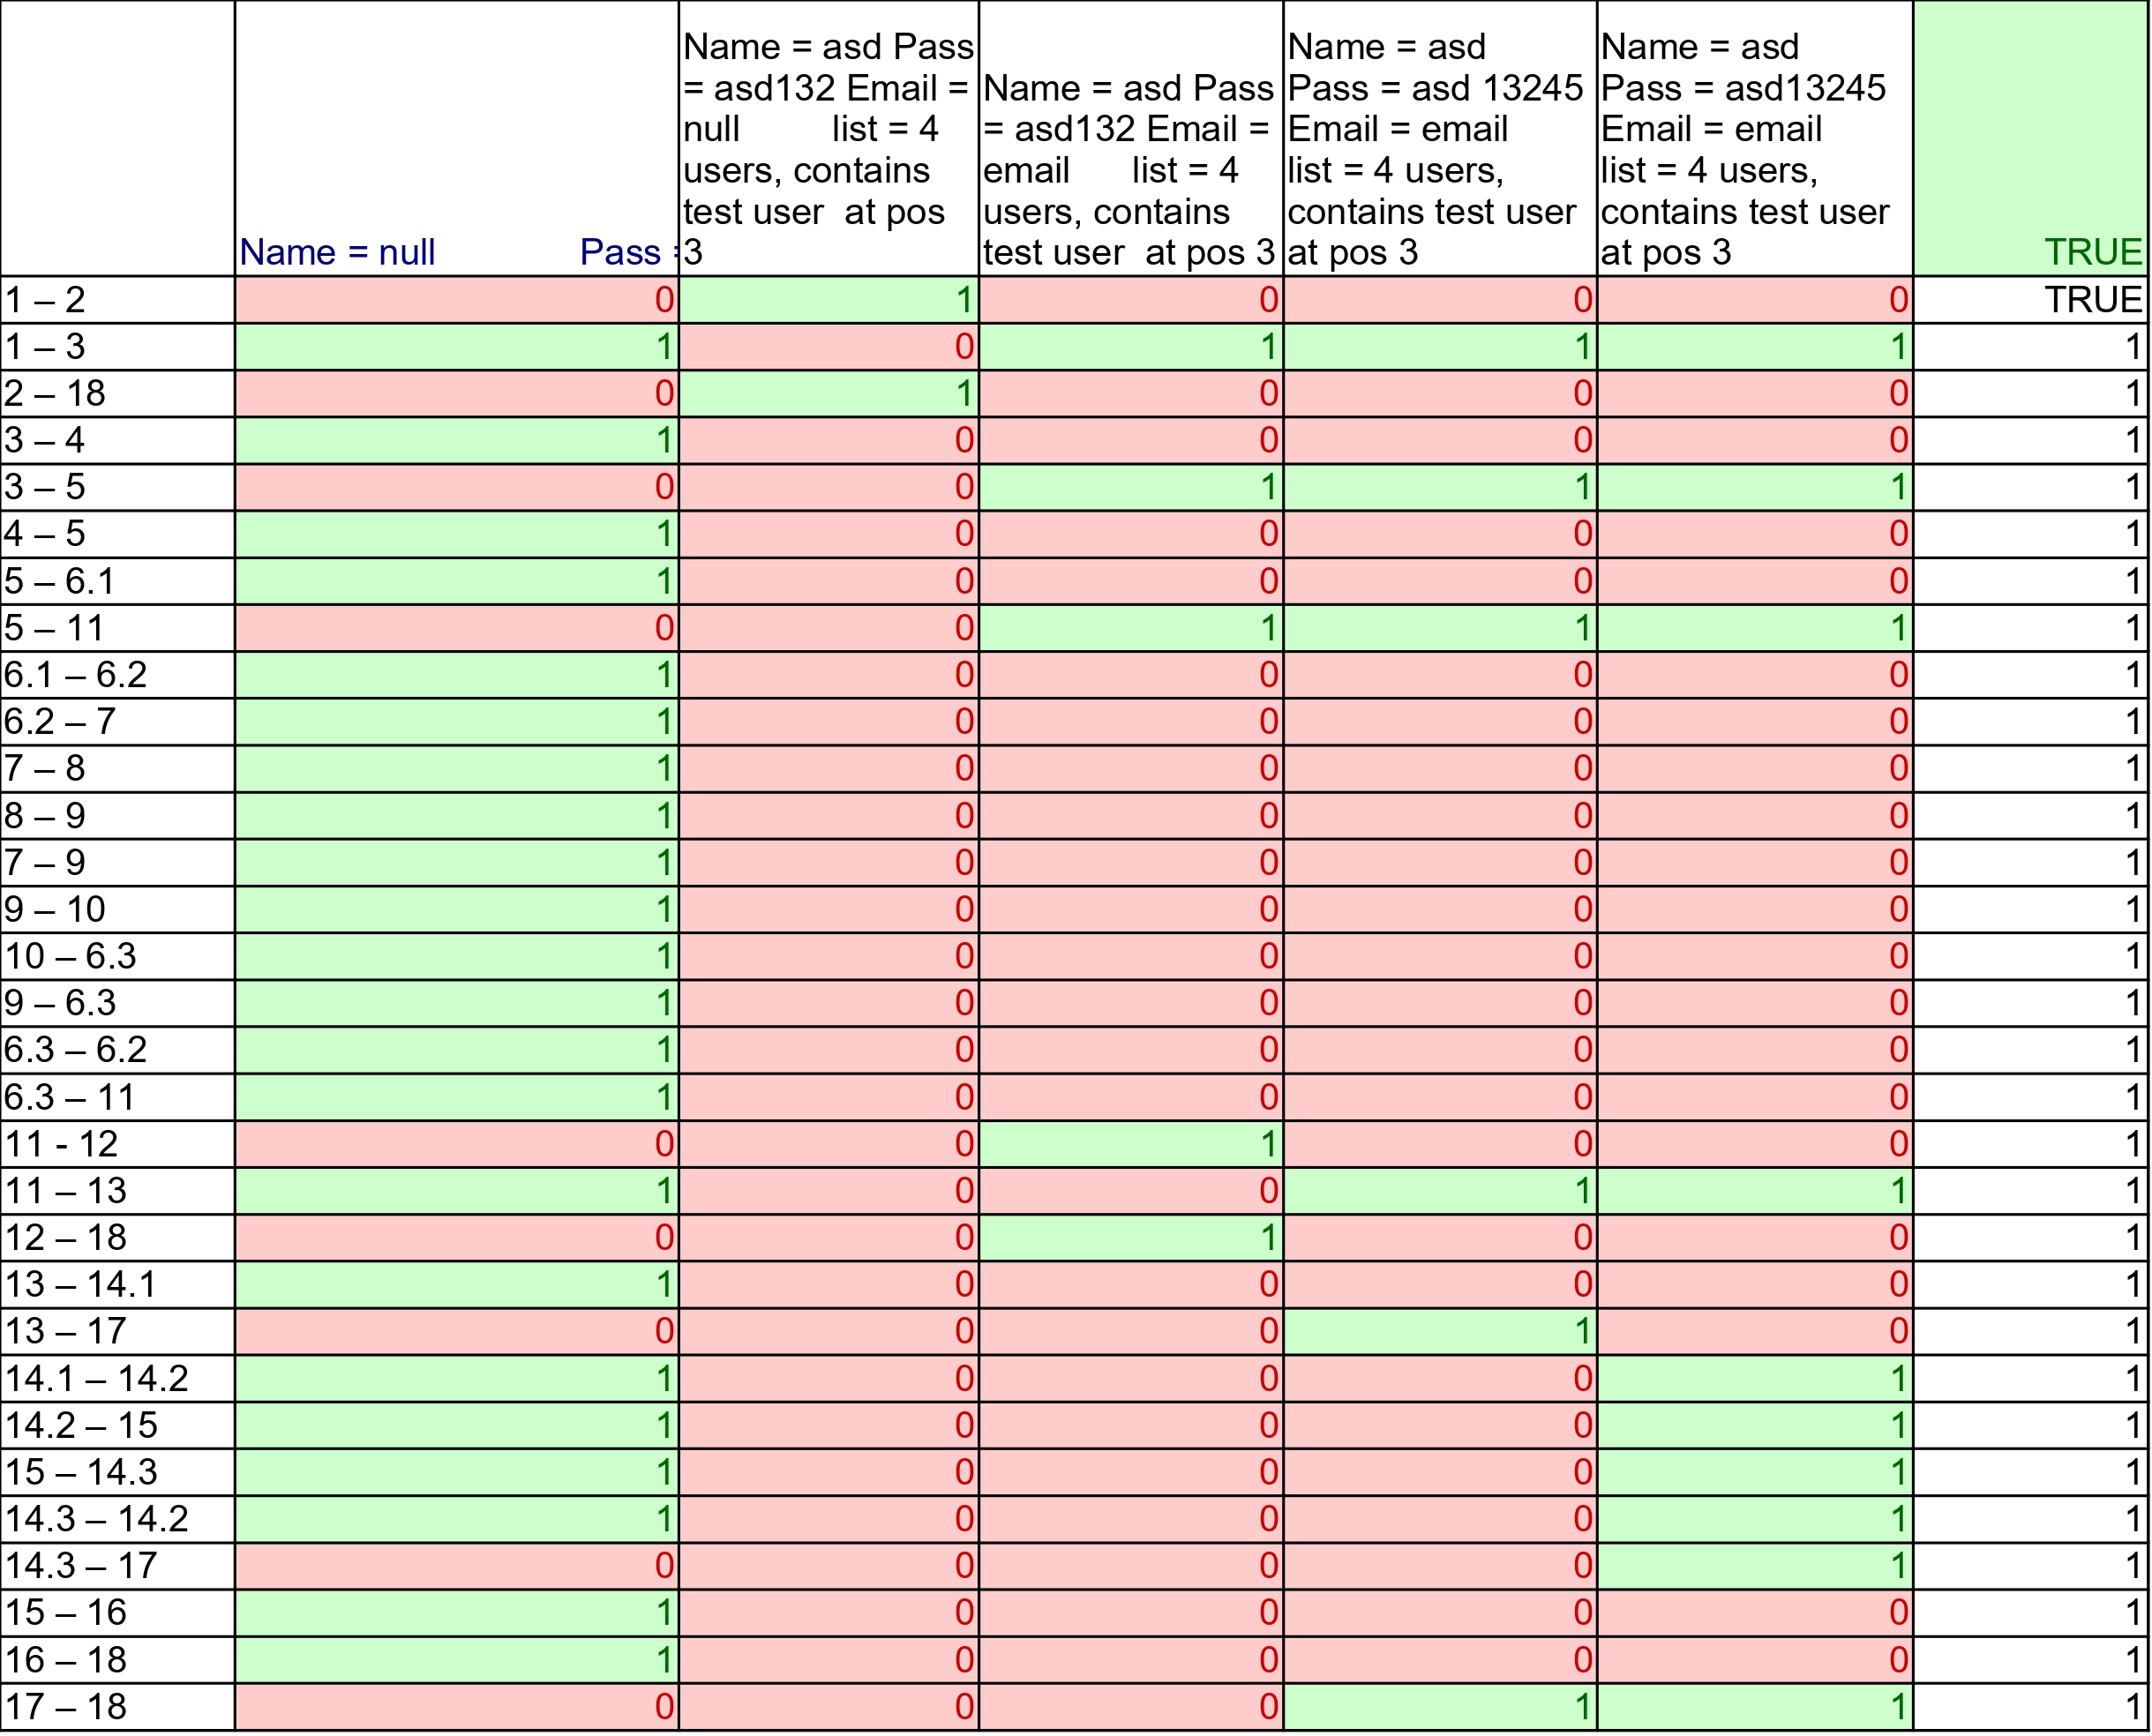 Name = null Pass =
Name = asd Pass
= asd132 Email =
null list = 4
users, contains
test user at pos
3
Name = asd Pass
= asd132 Email =
email list = 4
users, contains
test user at pos 3
Name = asd
Pass = asd 13245
Email = email
list = 4 users,
contains test user
at pos 3
Name = asd
Pass = asd13245
Email = email
list = 4 users,
contains test user
at pos 3
TRUE
1 – 2 0 1 0 0 0 TRUE
1 – 3 1 0 1 1 1 1
2 – 18 0 1 0 0 0 1
3 – 4 1 0 0 0 0 1
3 – 5 0 0 1 1 1 1
4 – 5 1 0 0 0 0 1
5 – 6.1 1 0 0 0 0 1
5 – 11 0 0 1 1 1 1
6.1 – 6.2 1 0 0 0 0 1
6.2 – 7 1 0 0 0 0 1
7 – 8 1 0 0 0 0 1
8 – 9 1 0 0 0 0 1
7 – 9 1 0 0 0 0 1
9 – 10 1 0 0 0 0 1
10 – 6.3 1 0 0 0 0 1
9 – 6.3 1 0 0 0 0 1
6.3 – 6.2 1 0 0 0 0 1
6.3 – 11 1 0 0 0 0 1
11 - 12 0 0 1 0 0 1
11 – 13 1 0 0 1 1 1
12 – 18 0 0 1 0 0 1
13 – 14.1 1 0 0 0 0 1
13 – 17 0 0 0 1 0 1
14.1 – 14.2 1 0 0 0 1 1
14.2 – 15 1 0 0 0 1 1
15 – 14.3 1 0 0 0 1 1
14.3 – 14.2 1 0 0 0 1 1
14.3 – 17 0 0 0 0 1 1
15 – 16 1 0 0 0 0 1
16 – 18 1 0 0 0 0 1
17 – 18 0 0 0 1 1 1